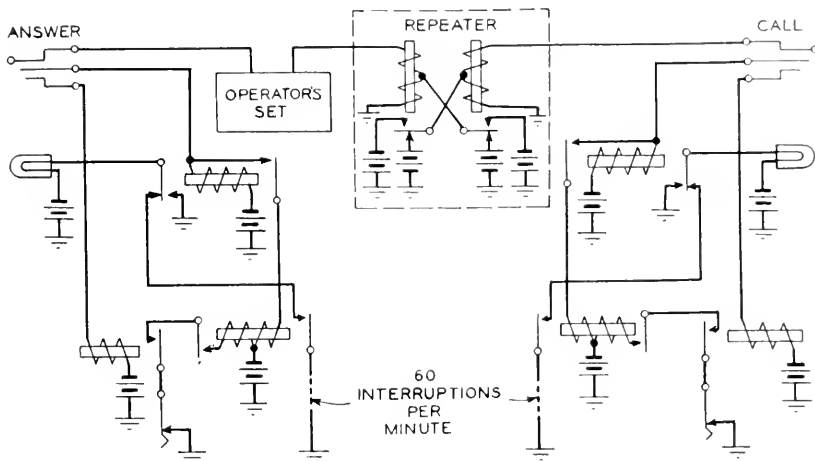 ANSWER
REPEATER
CALL
OPERATOR'S
SET
60
INTERRUPTIONS
PER
MINUTE